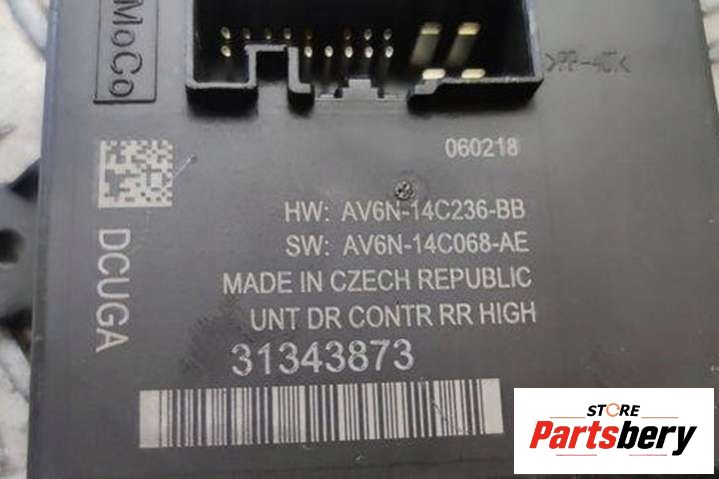 MoCo
060218
HW: AV6N-14C236-BB
SW: AV6N-14C068-AE
MADE IN CZECH REPUBLIC
UNT DR CONTR RR HIGH
31343873
DCUGA
STORE
Partsbery